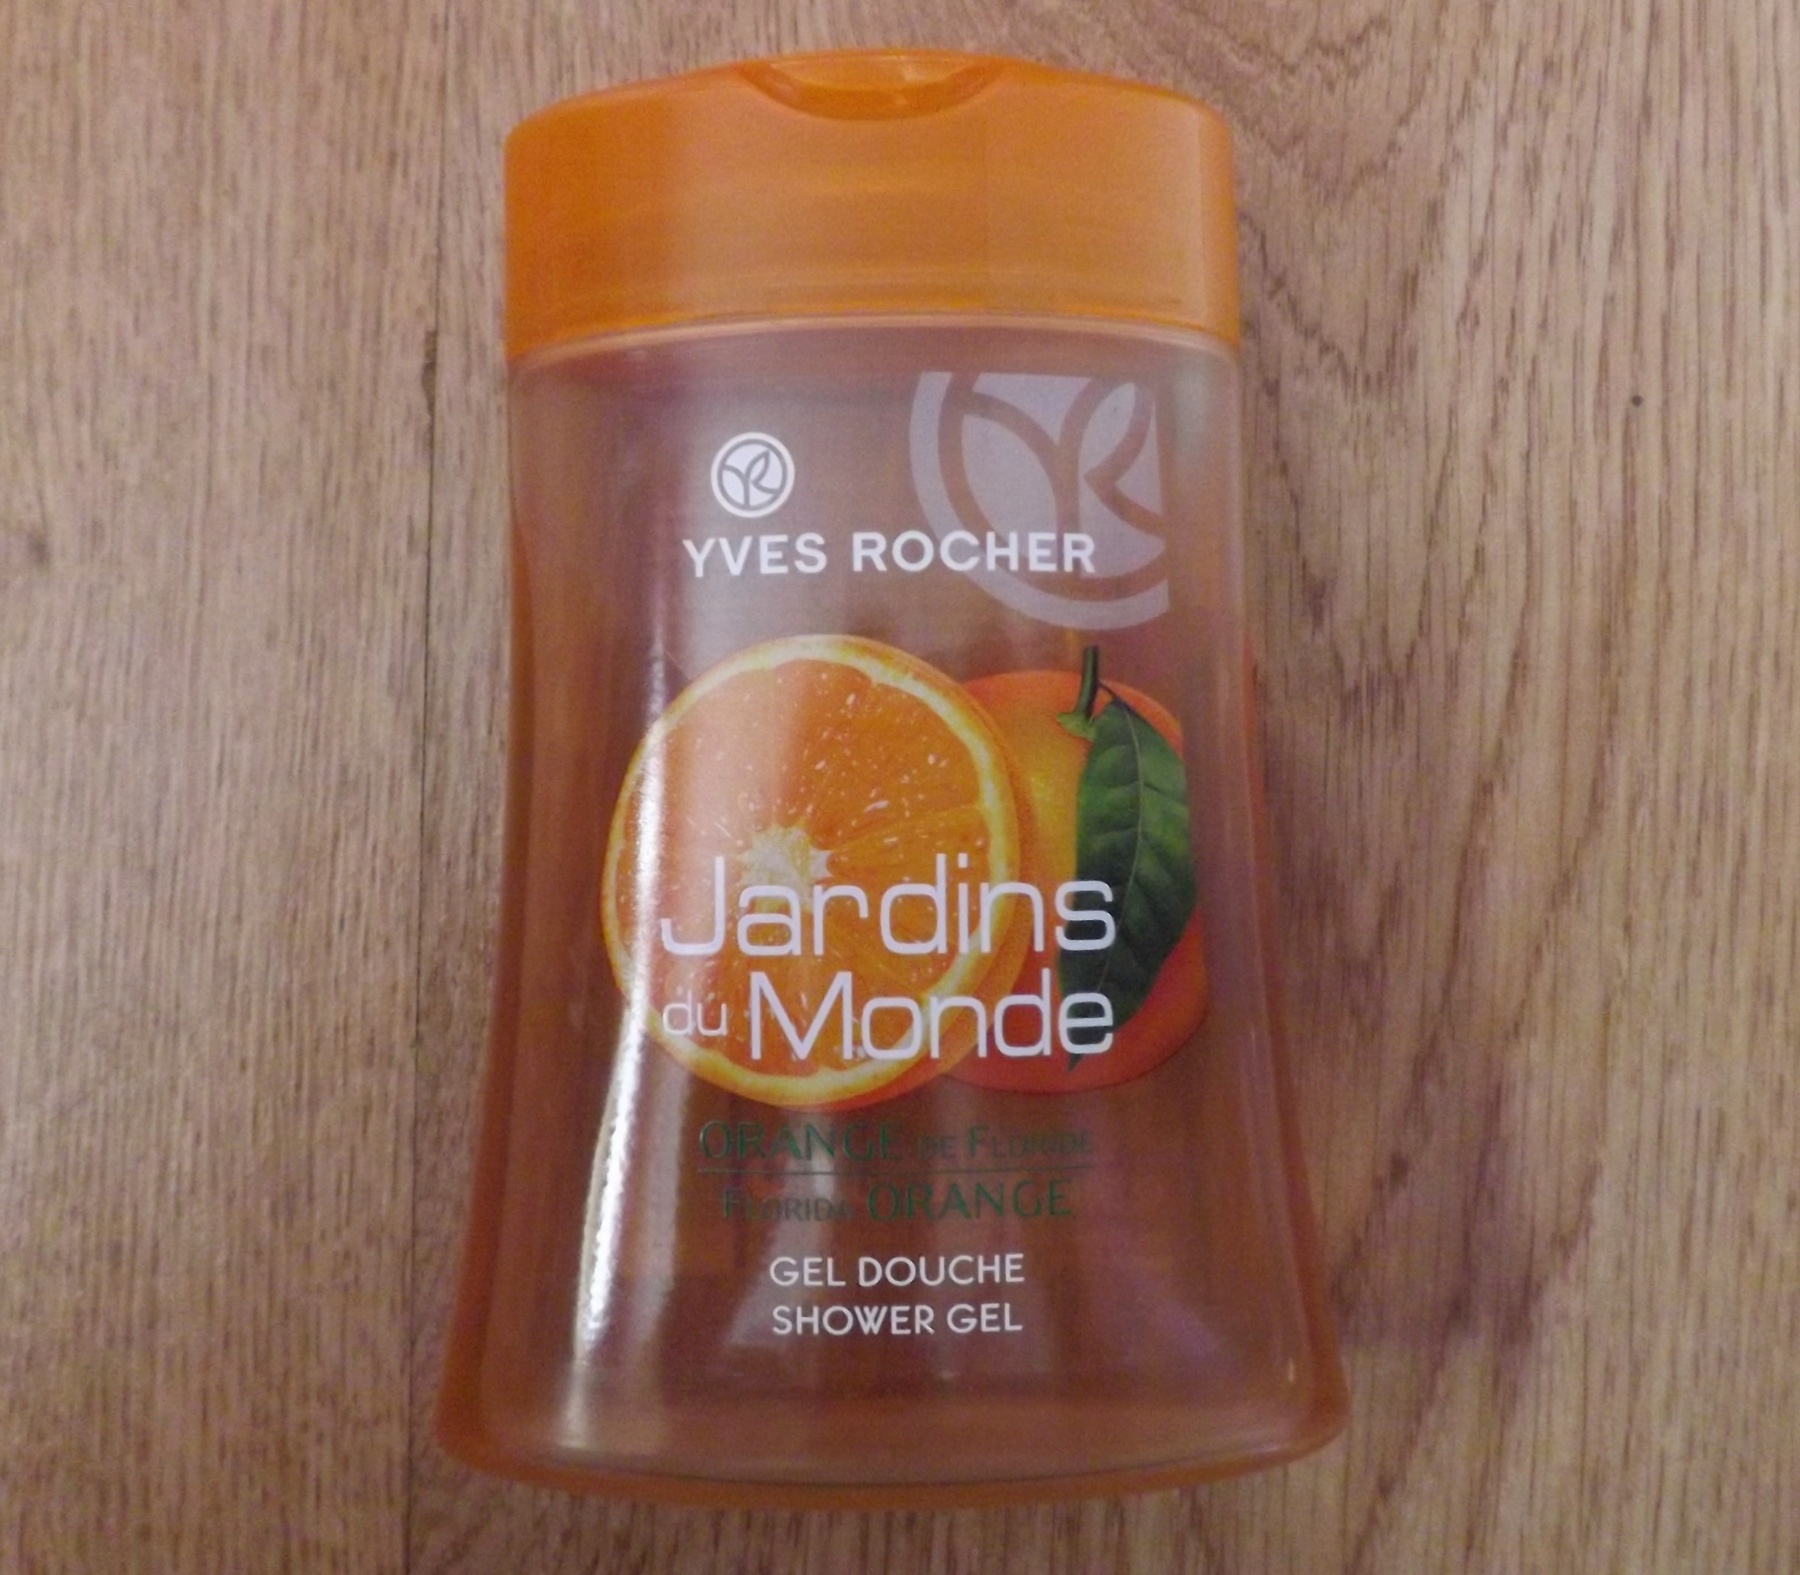 YVES ROCHER
Jardins
du Monde
ORANGE DE FLORIDE
FLORIDA ORANGE
GEL DOUCHE
SHOWER GEL